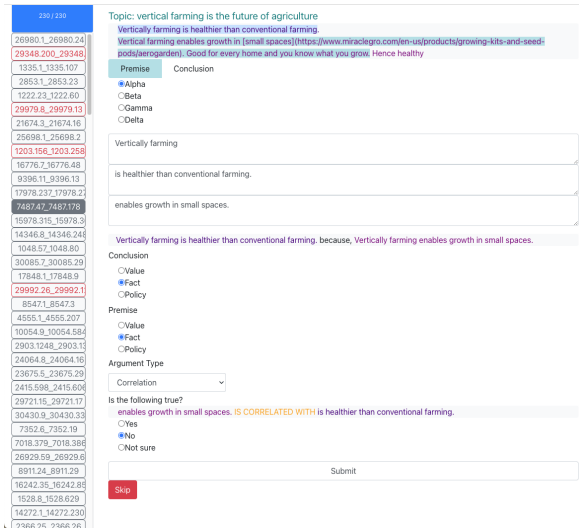 230 / 230
26980.1_26980.24
29348.200_29348.
1335.1_1335.107
2853.1_2853.23
1222.23_1222.60
29979.8_29979.13
21674.3_21674.16
25698.1_25698.2
1203.156_1203.258
16776.7_16776.48
9396.11_9396.13
17978.237_17978.27
7487.47_7487.178
15978.315_15978.3
14346.8_14346.248
1048.57_1048.80
30085.7_30085.29
17848.1_17848.9
29992.26_29992.1
8547.1_8547.3
4555.1_4555.207
10054.9_10054.584
2903.1248_2903.13
24064.8_24064.16
23675.5_23675.29
2415.598_2415.606
29721.15_29721.17
30430.9_30430.33
7352.6_7352.19
7018.379_7018.386
26929.59_26929.6
8911.24_8911.29
16242.35_16242.85
1528.8_1528.629
14272.1_14272.230
2366.25_2366.26
Topic: vertical farming is the future of agriculture
Vertically farming is healthier than conventional farming.
Vertical farming enables growth in [small spaces](https://www.miraclegro.com/en-us/products/growing-kits-and-seed-
pods/aerogarden). Good for every home and you know what you grow. Hence healthy
Premise Conclusion
Alpha
Beta
Gamma
Delta
Vertically farming
is healthier than conventional farming.
enables growth in small spaces.
Vertically farming is healthier than conventional farming. because, Vertically farming enables growth in small spaces.
Conclusion
Value
Fact
Policy
Premise
Value
Fact
Policy
Argument Type
Correlation
Is the following true?
enables growth in small spaces. IS CORRELATED WITH is healthier than conventional farming.
Yes
No
Not sure
Submit
Skip